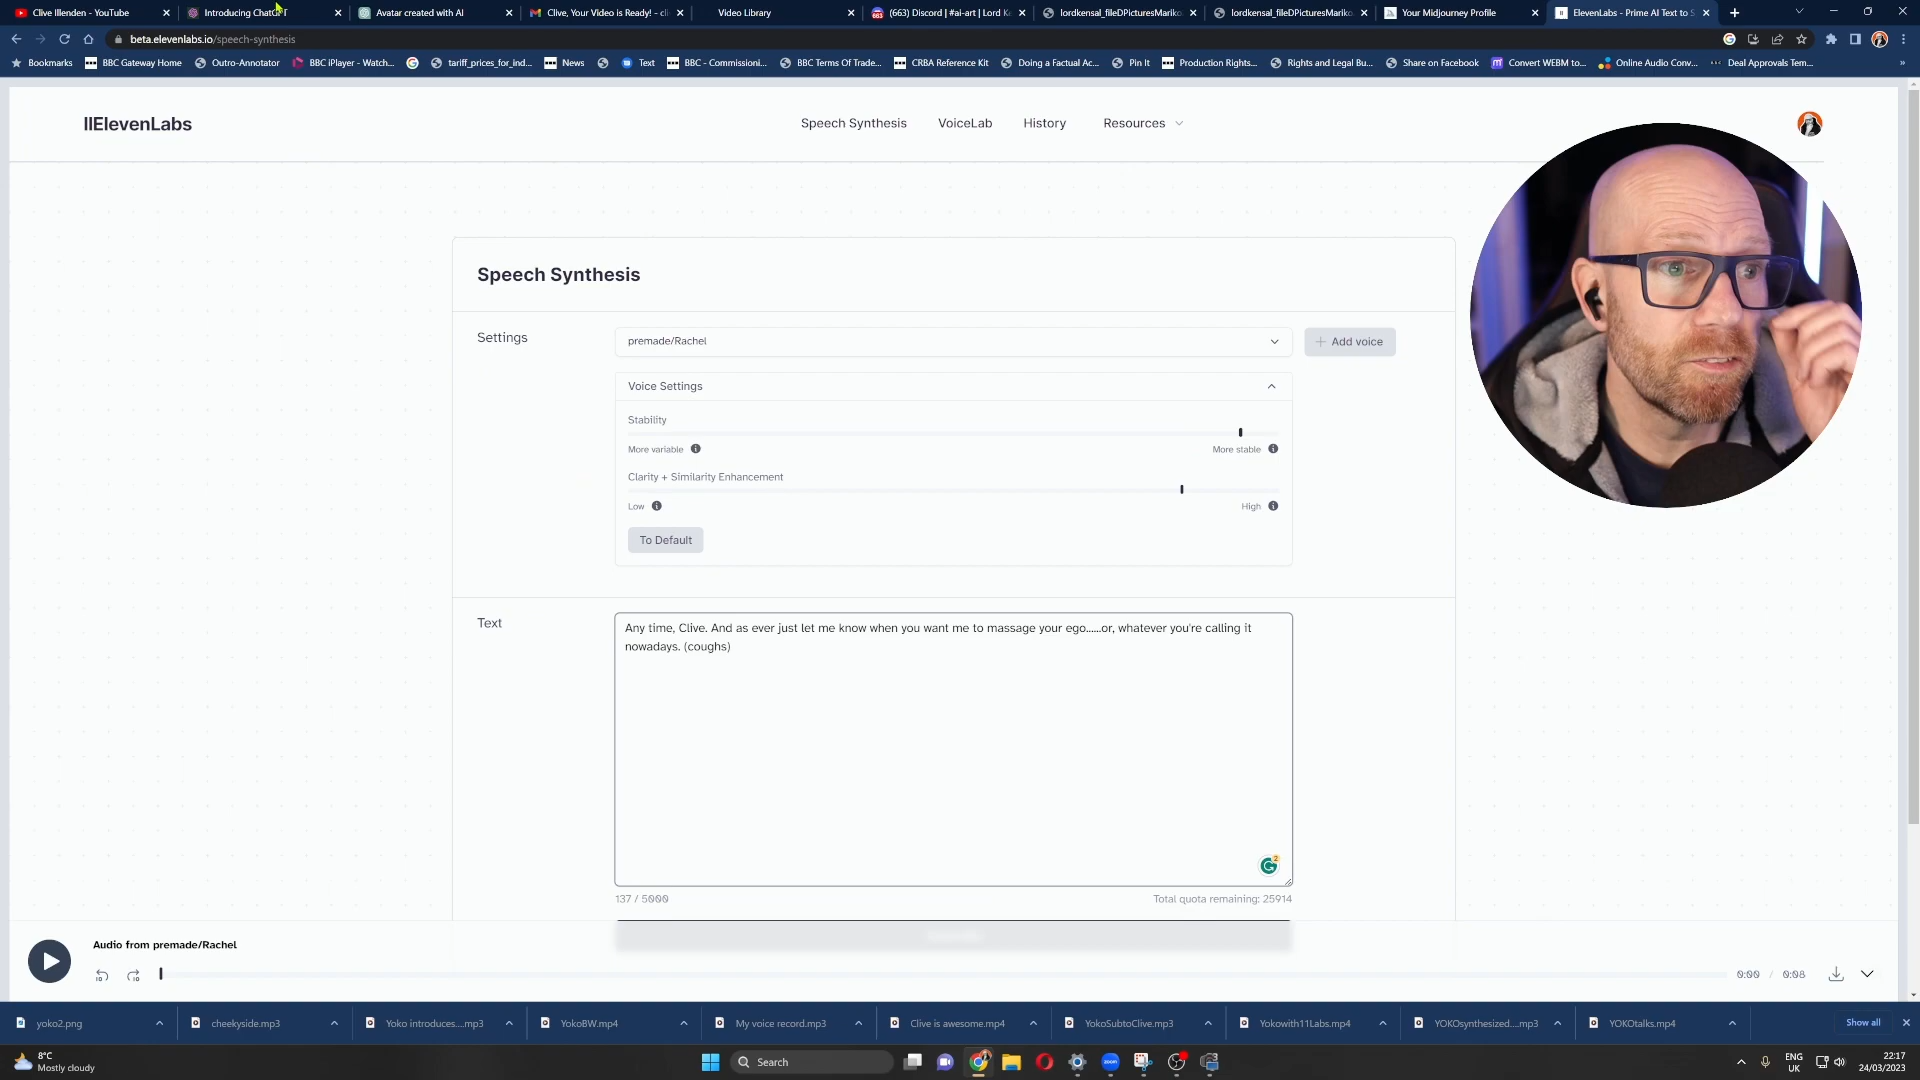 Clive Illenden - YouTube
Introducing ChatGPT
Avatar created with AI
Clive, Your Video is Ready! - cli
Video Library
(663) Discord | #ai-art | Lord Ke
lordkensal_fileDPicturesMariko.
lordkensal_fileDPicturesMariko.
Your Midjourney Profile
ElevenLabs - Prime AI Text to S
beta.elevenlabs.io/speech-synthesis
Bookmarks
BBC Gateway Home
Outro-Annotator
BBC iPlayer - Watch...
tariff_prices_for_ind...
News
Text
BBC - Commissioni...
BBC Terms Of Trade...
CRBA Reference Kit
Doing a Factual Ac...
Pin It
Production Rights...
Rights and Legal Bu...
Share on Facebook
Convert WEBM to...
Online Audio Conv...
Deal Approvals Tem...
IIElevenLabs
Speech Synthesis
VoiceLab
History
Resources
Speech Synthesis
Settings
premade/Rachel
Add voice
Voice Settings
Stability
More variable
More stable
Clarity + Similarity Enhancement
Low
High
To Default
Text
Any time, Clive. And as ever just let me know when you want me to massage your ego......or, whatever you're calling it
nowadays. (coughs)
137 / 5000
Total quota remaining: 25914
Audio from premade/Rachel
0:00 / 0:08
yoko2.png
cheekyside.mp3
Yoko introduces....mp3
YokoBW.mp4
My voice record.mp3
Clive is awesome.mp4
YokoSubtoClive.mp3
Yokowith11Labs.mp4
YOKOsynthesized....mp3
YOKOtalks.mp4
Show all
8°C
Mostly cloudy
Search
ENG
UK
22:17
24/03/2023